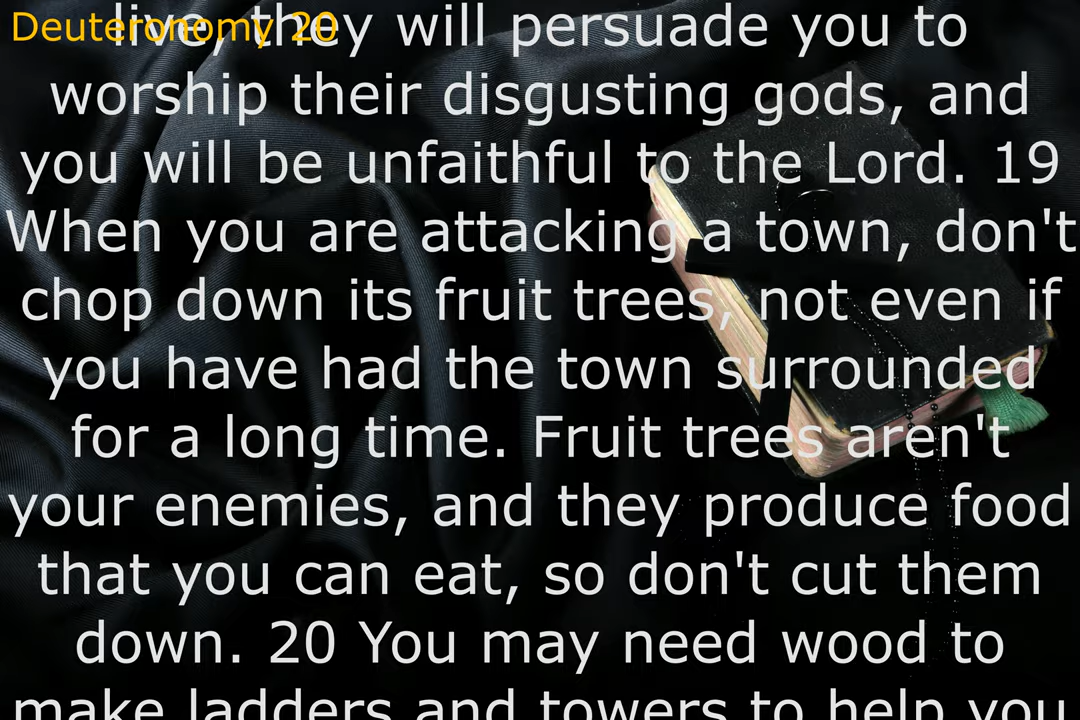 Deuteronomy 20
live, they will persuade you to
worship their disgusting gods, and
you will be unfaithful to the Lord. 19
When you are attacking a town, don't
chop down its fruit trees, not even if
you have had the town surrounded
for a long time. Fruit trees aren't
your enemies, and they produce food
that you can eat, so don't cut them
down. 20 You may need wood to
make ladders and towers to help you